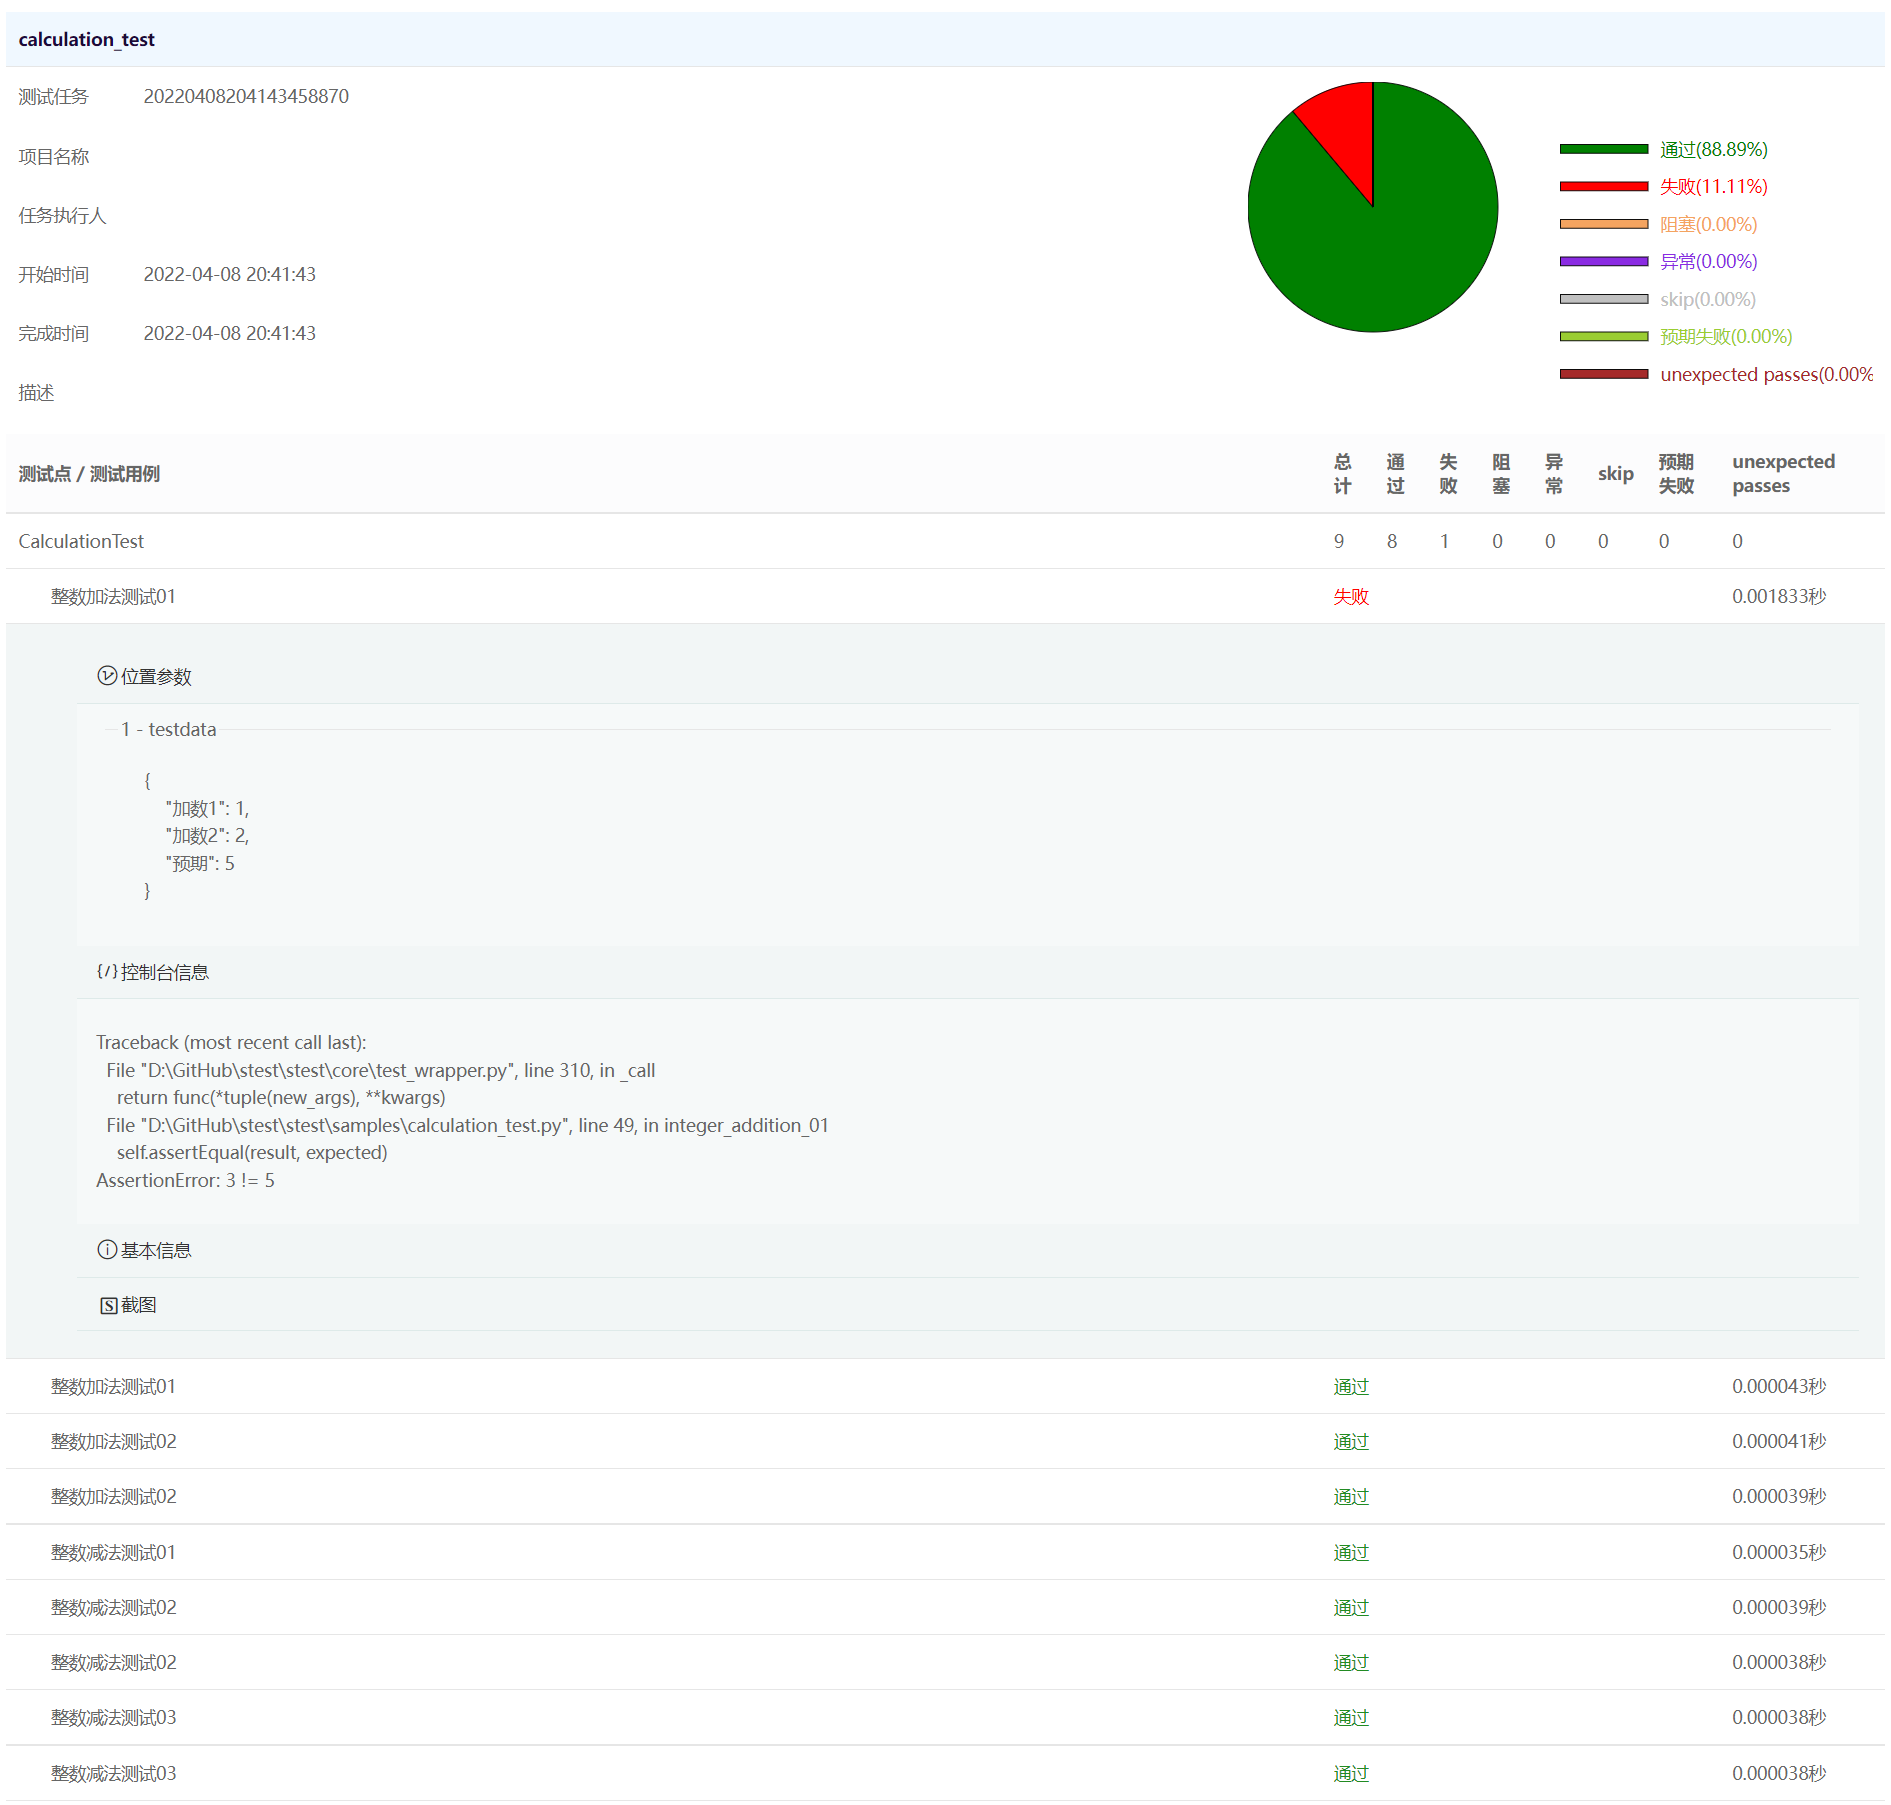 calculation_test
测试任务 20220408204143458870
项目名称
任务执行人
开始时间 2022-04-08 20:41:43
完成时间 2022-04-08 20:41:43
描述
通过(88.89%)
失败(11.11%)
阻塞(0.00%)
异常(0.00%)
skip(0.00%)
预期失败(0.00%)
unexpected passes(0.00%
测试点 / 测试用例 总计 通过 失败 阻塞 异常 skip 预期失败 unexpected passes
CalculationTest 9 8 1 0 0 0 0 0
整数加法测试01 失败 0.001833秒
位置参数
1 - testdata
{
"加数1": 1,
"加数2": 2,
"预期": 5
}
{/}控制台信息
Traceback (most recent call last):
File "D:\GitHub\stest\stest\core\test_wrapper.py", line 310, in _call
return func(*tuple(new_args), **kwargs)
File "D:\GitHub\stest\stest\samples\calculation_test.py", line 49, in integer_addition_01
self.assertEqual(result, expected)
AssertionError: 3 != 5
基本信息
S截图
整数加法测试01 通过 0.000043秒
整数加法测试02 通过 0.000041秒
整数加法测试02 通过 0.000039秒
整数减法测试01 通过 0.000035秒
整数减法测试02 通过 0.000039秒
整数减法测试02 通过 0.000038秒
整数减法测试03 通过 0.000038秒
整数减法测试03 通过 0.000038秒